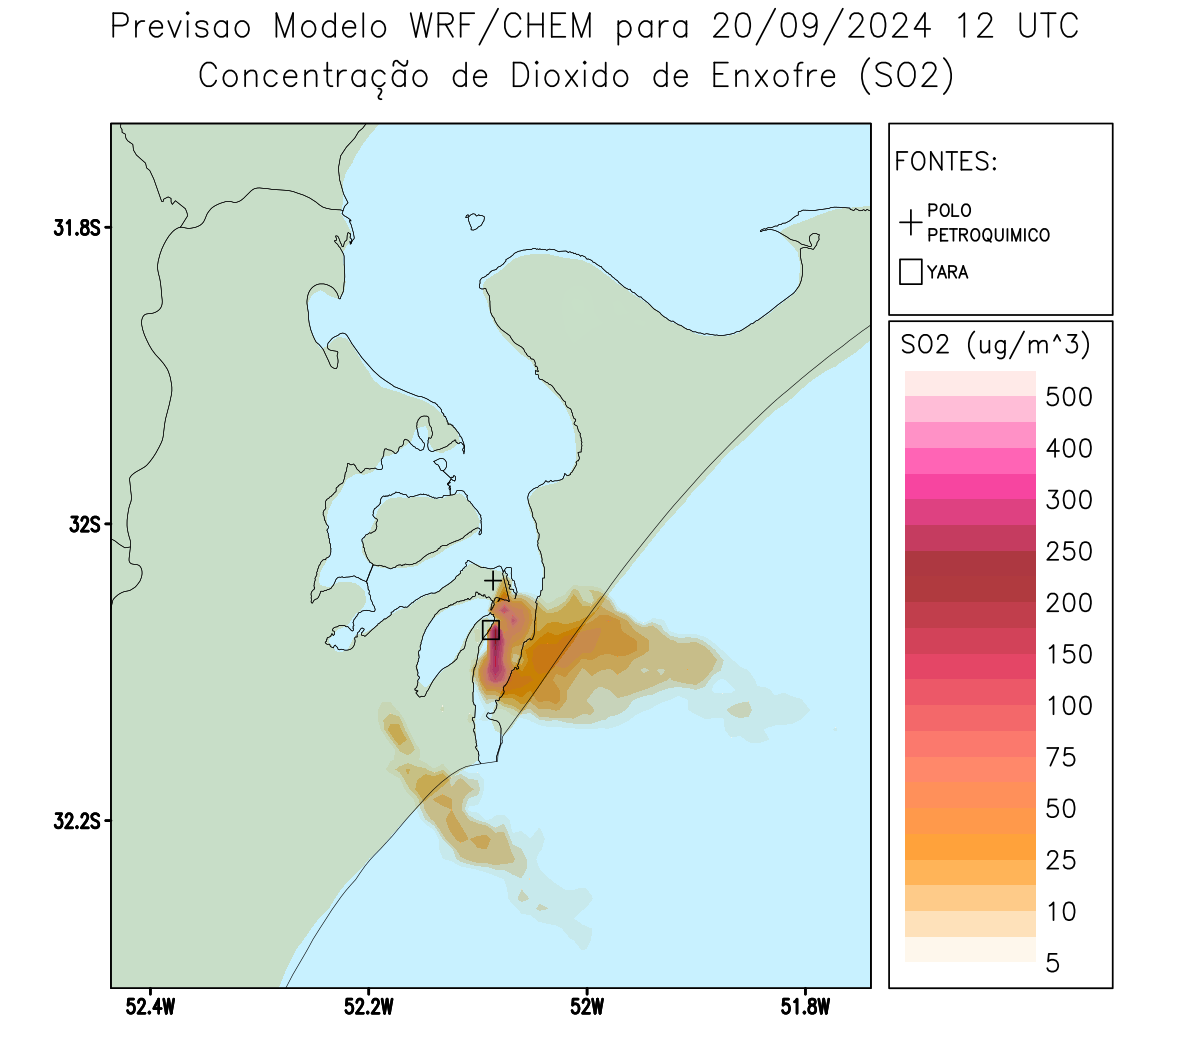 Previsao Modelo WRF/CHEM para 20/09/2024 12 UTC
Concentração de Dioxido de Enxofre (SO2)
FONTES:
POLO
PETROQUIMICO
YARA
31.8S
32S
32.2S
52.4W
52.2W
52W
51.8W
SO2 (ug/m^3)
500
400
300
250
200
150
100
75
50
25
10
5